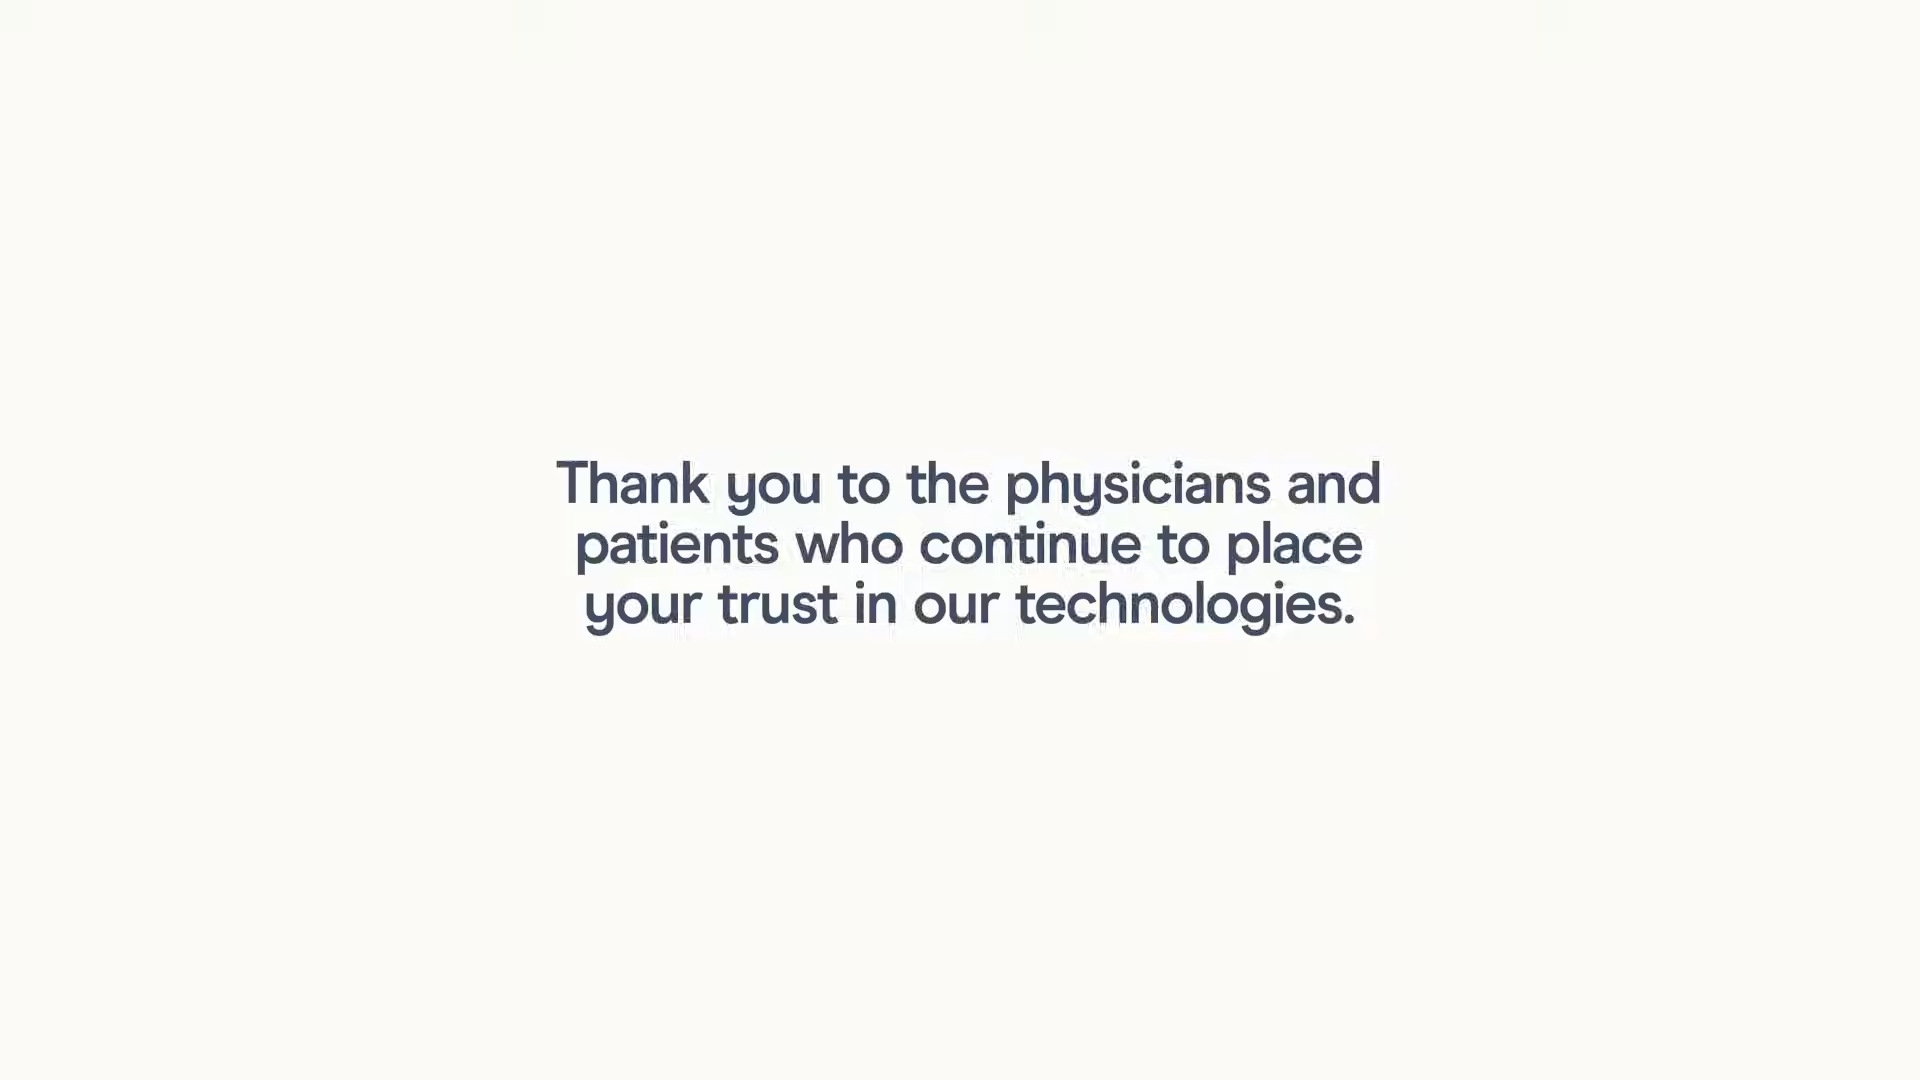 Thank you to the physicians and
patients who continue to place
your trust in our technologies.